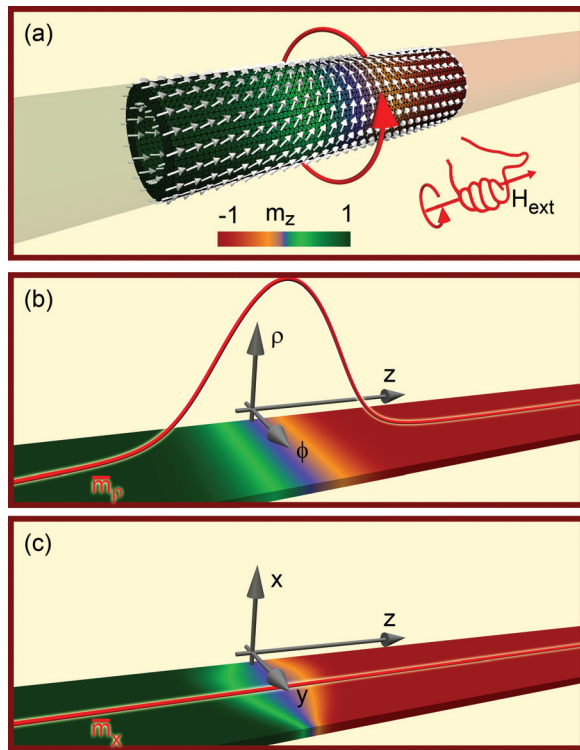 (a)
-1 m_z 1
H_ext
(b)
ρ
z
ϕ
m̅_ρ
(c)
x
z
y
m̅_x